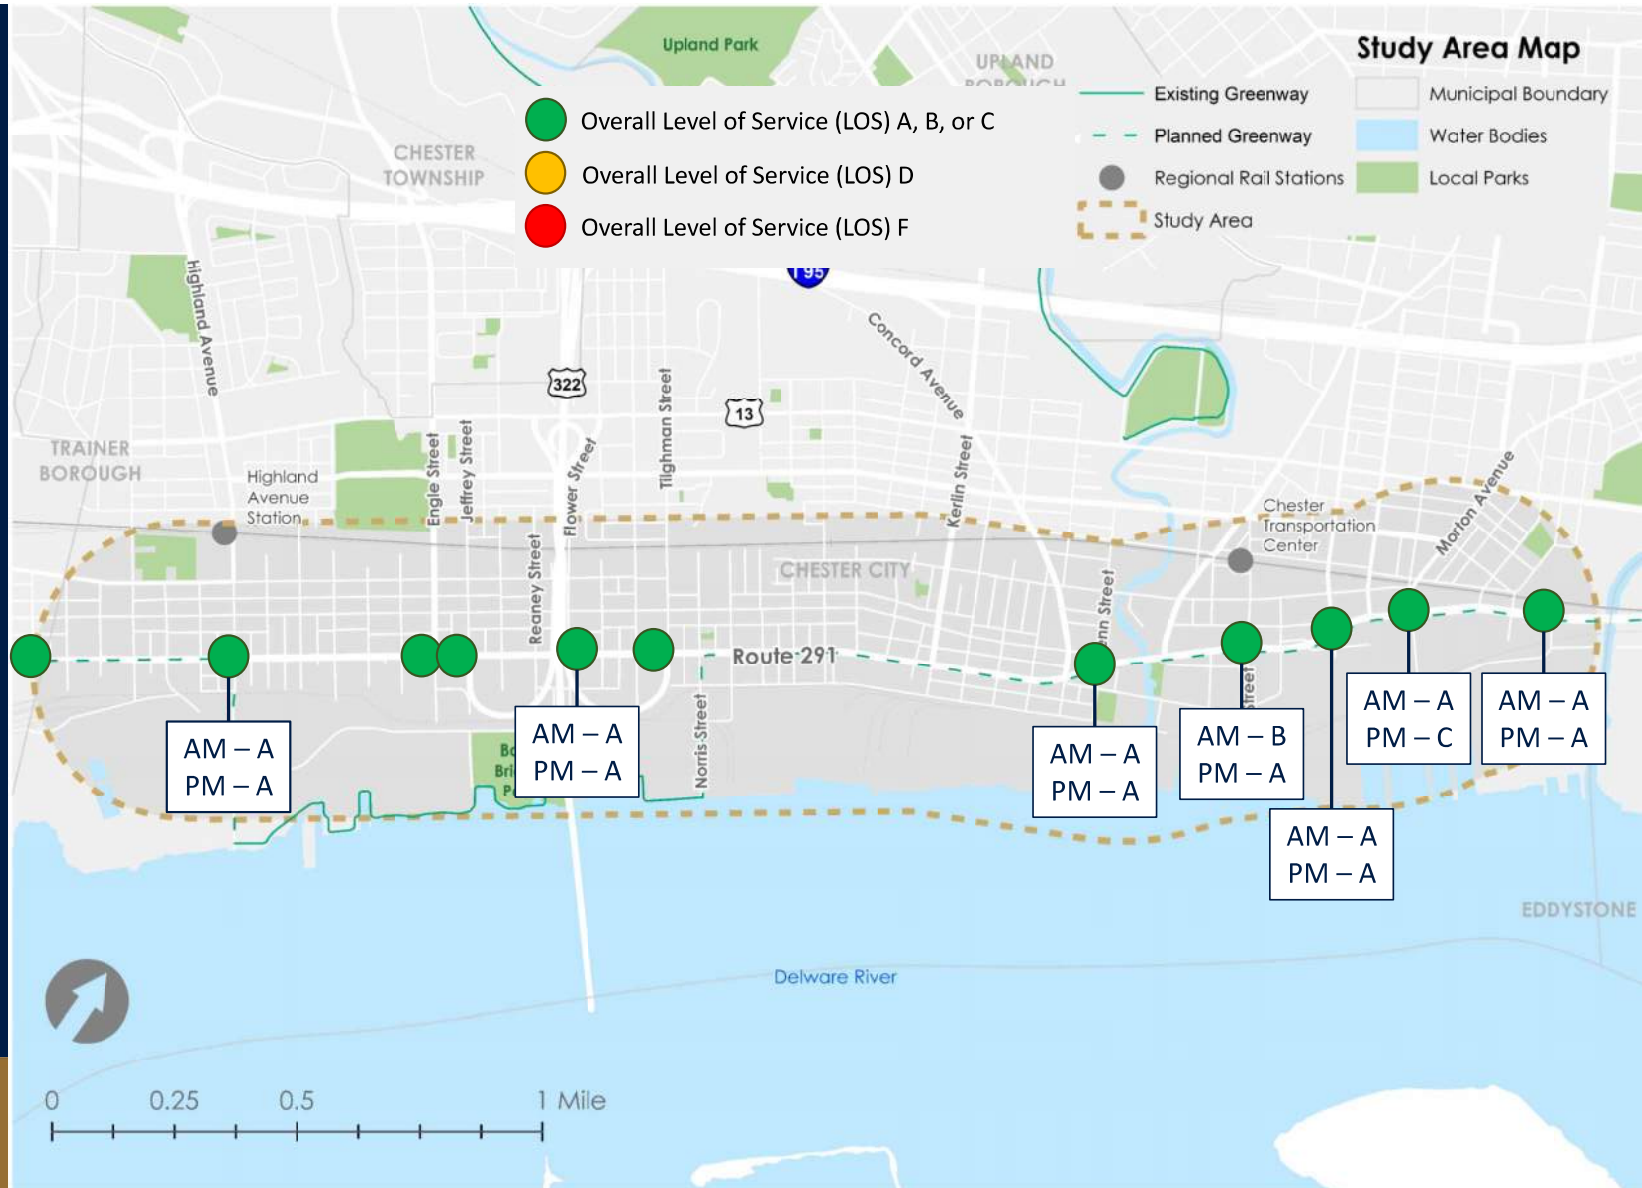 Upland Park
UPLAND
BOROUGH
Study Area Map
Existing Greenway
Planned Greenway
Regional Rail Stations
Study Area
Municipal Boundary
Water Bodies
Local Parks
Overall Level of Service (LOS) A, B, or C
Overall Level of Service (LOS) D
Overall Level of Service (LOS) F
CHESTER
TOWNSHIP
I 95
Highland Avenue
Concord Avenue
322
13
Tilghman Street
TRAINER
BOROUGH
Highland
Avenue
Station
Engle Street
Jeffrey Street
Flower Street
Reaney Street
Kerlin Street
Chester
Transportation
Center
Morton Avenue
CHESTER CITY
enn Street
Route 291
Norris Street
Street
AM – A
PM – A
AM – A
PM – A
AM – A
PM – A
AM – B
PM – A
AM – A
PM – A
AM – A
PM – C
AM – A
PM – A
EDDYSTONE
Delware River
0 0.25 0.5 1 Mile